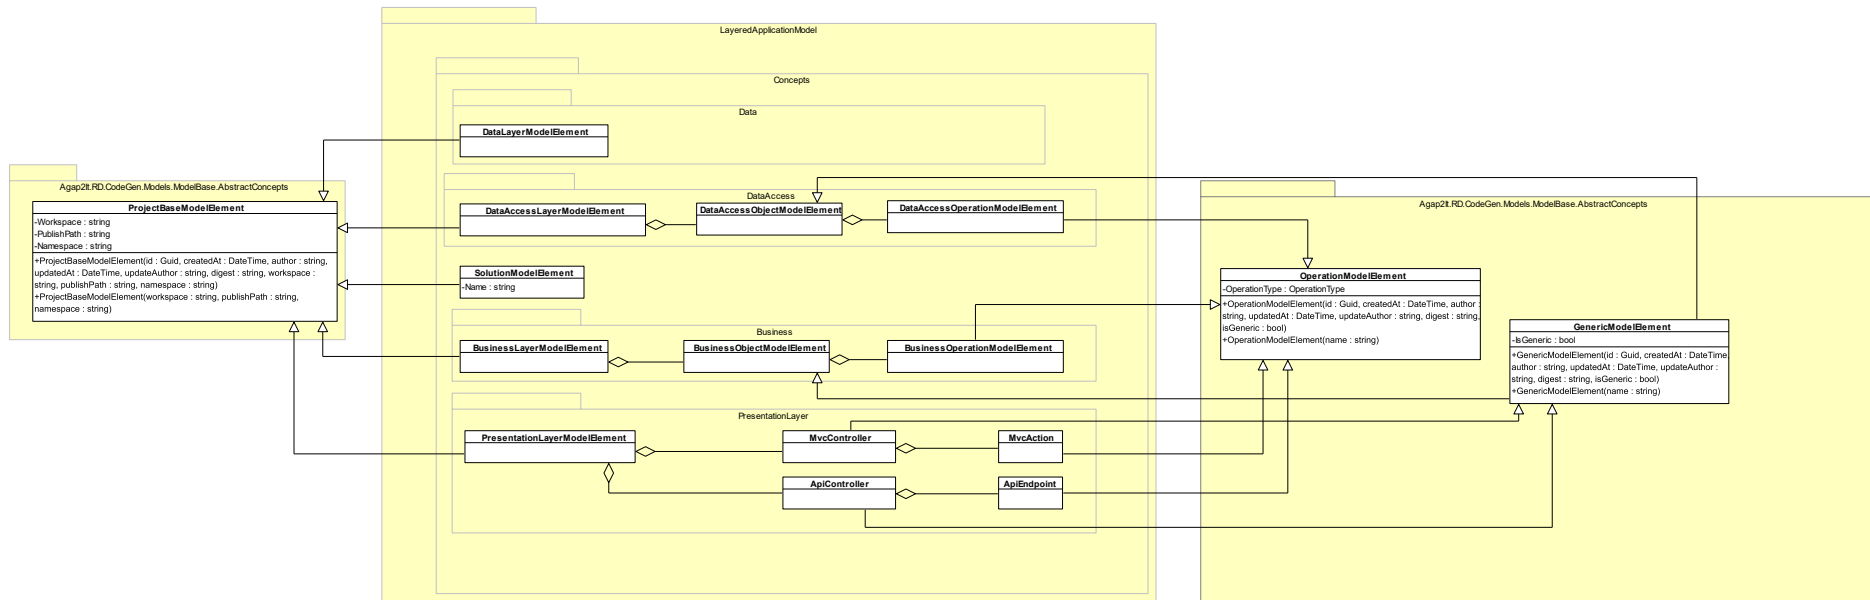 LayeredApplicationModel
Concepts
Data
DataLayerModelElement
Agap2It.RD.CodeGen.Models.ModelBase.AbstractConcepts
ProjectBaseModelElement
-Workspace : string
-PublishPath : string
-Namespace : string
+ProjectBaseModelElement(id : Guid, createdAt : DateTime, author : string,
updatedAt : DateTime, updateAuthor : string, digest : string, workspace :
string, publishPath : string, namespace : string)
+ProjectBaseModelElement(workspace : string, publishPath : string,
namespace : string)
DataAccess
DataAccessLayerModelElement
DataAccessObjectModelElement
DataAccessOperationModelElement
SolutionModelElement
-Name : string
Business
BusinessLayerModelElement
BusinessObjectModelElement
BusinessOperationModelElement
PresentationLayer
PresentationLayerModelElement
MvcController
MvcAction
ApiController
ApiEndpoint
Agap2It.RD.CodeGen.Models.ModelBase.AbstractConcepts
OperationModelElement
-OperationType : OperationType
+OperationModelElement(id : Guid, createdAt : DateTime, author :
string, updatedAt : DateTime, updateAuthor : string, digest : string,
isGeneric : bool)
+OperationModelElement(name : string)
GenericModelElement
-IsGeneric : bool
+GenericModelElement(id : Guid, createdAt : DateTime,
author : string, updatedAt : DateTime, updateAuthor :
string, digest : string, isGeneric : bool)
+GenericModelElement(name : string)